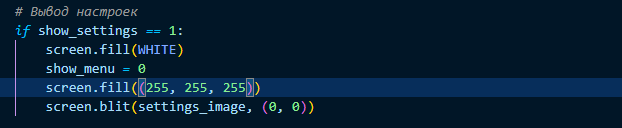 # Вывод настроек
if show_settings == 1:
    screen.fill(WHITE)
    show_menu = 0
    screen.fill((255, 255, 255))
    screen.blit(settings_image, (0, 0))